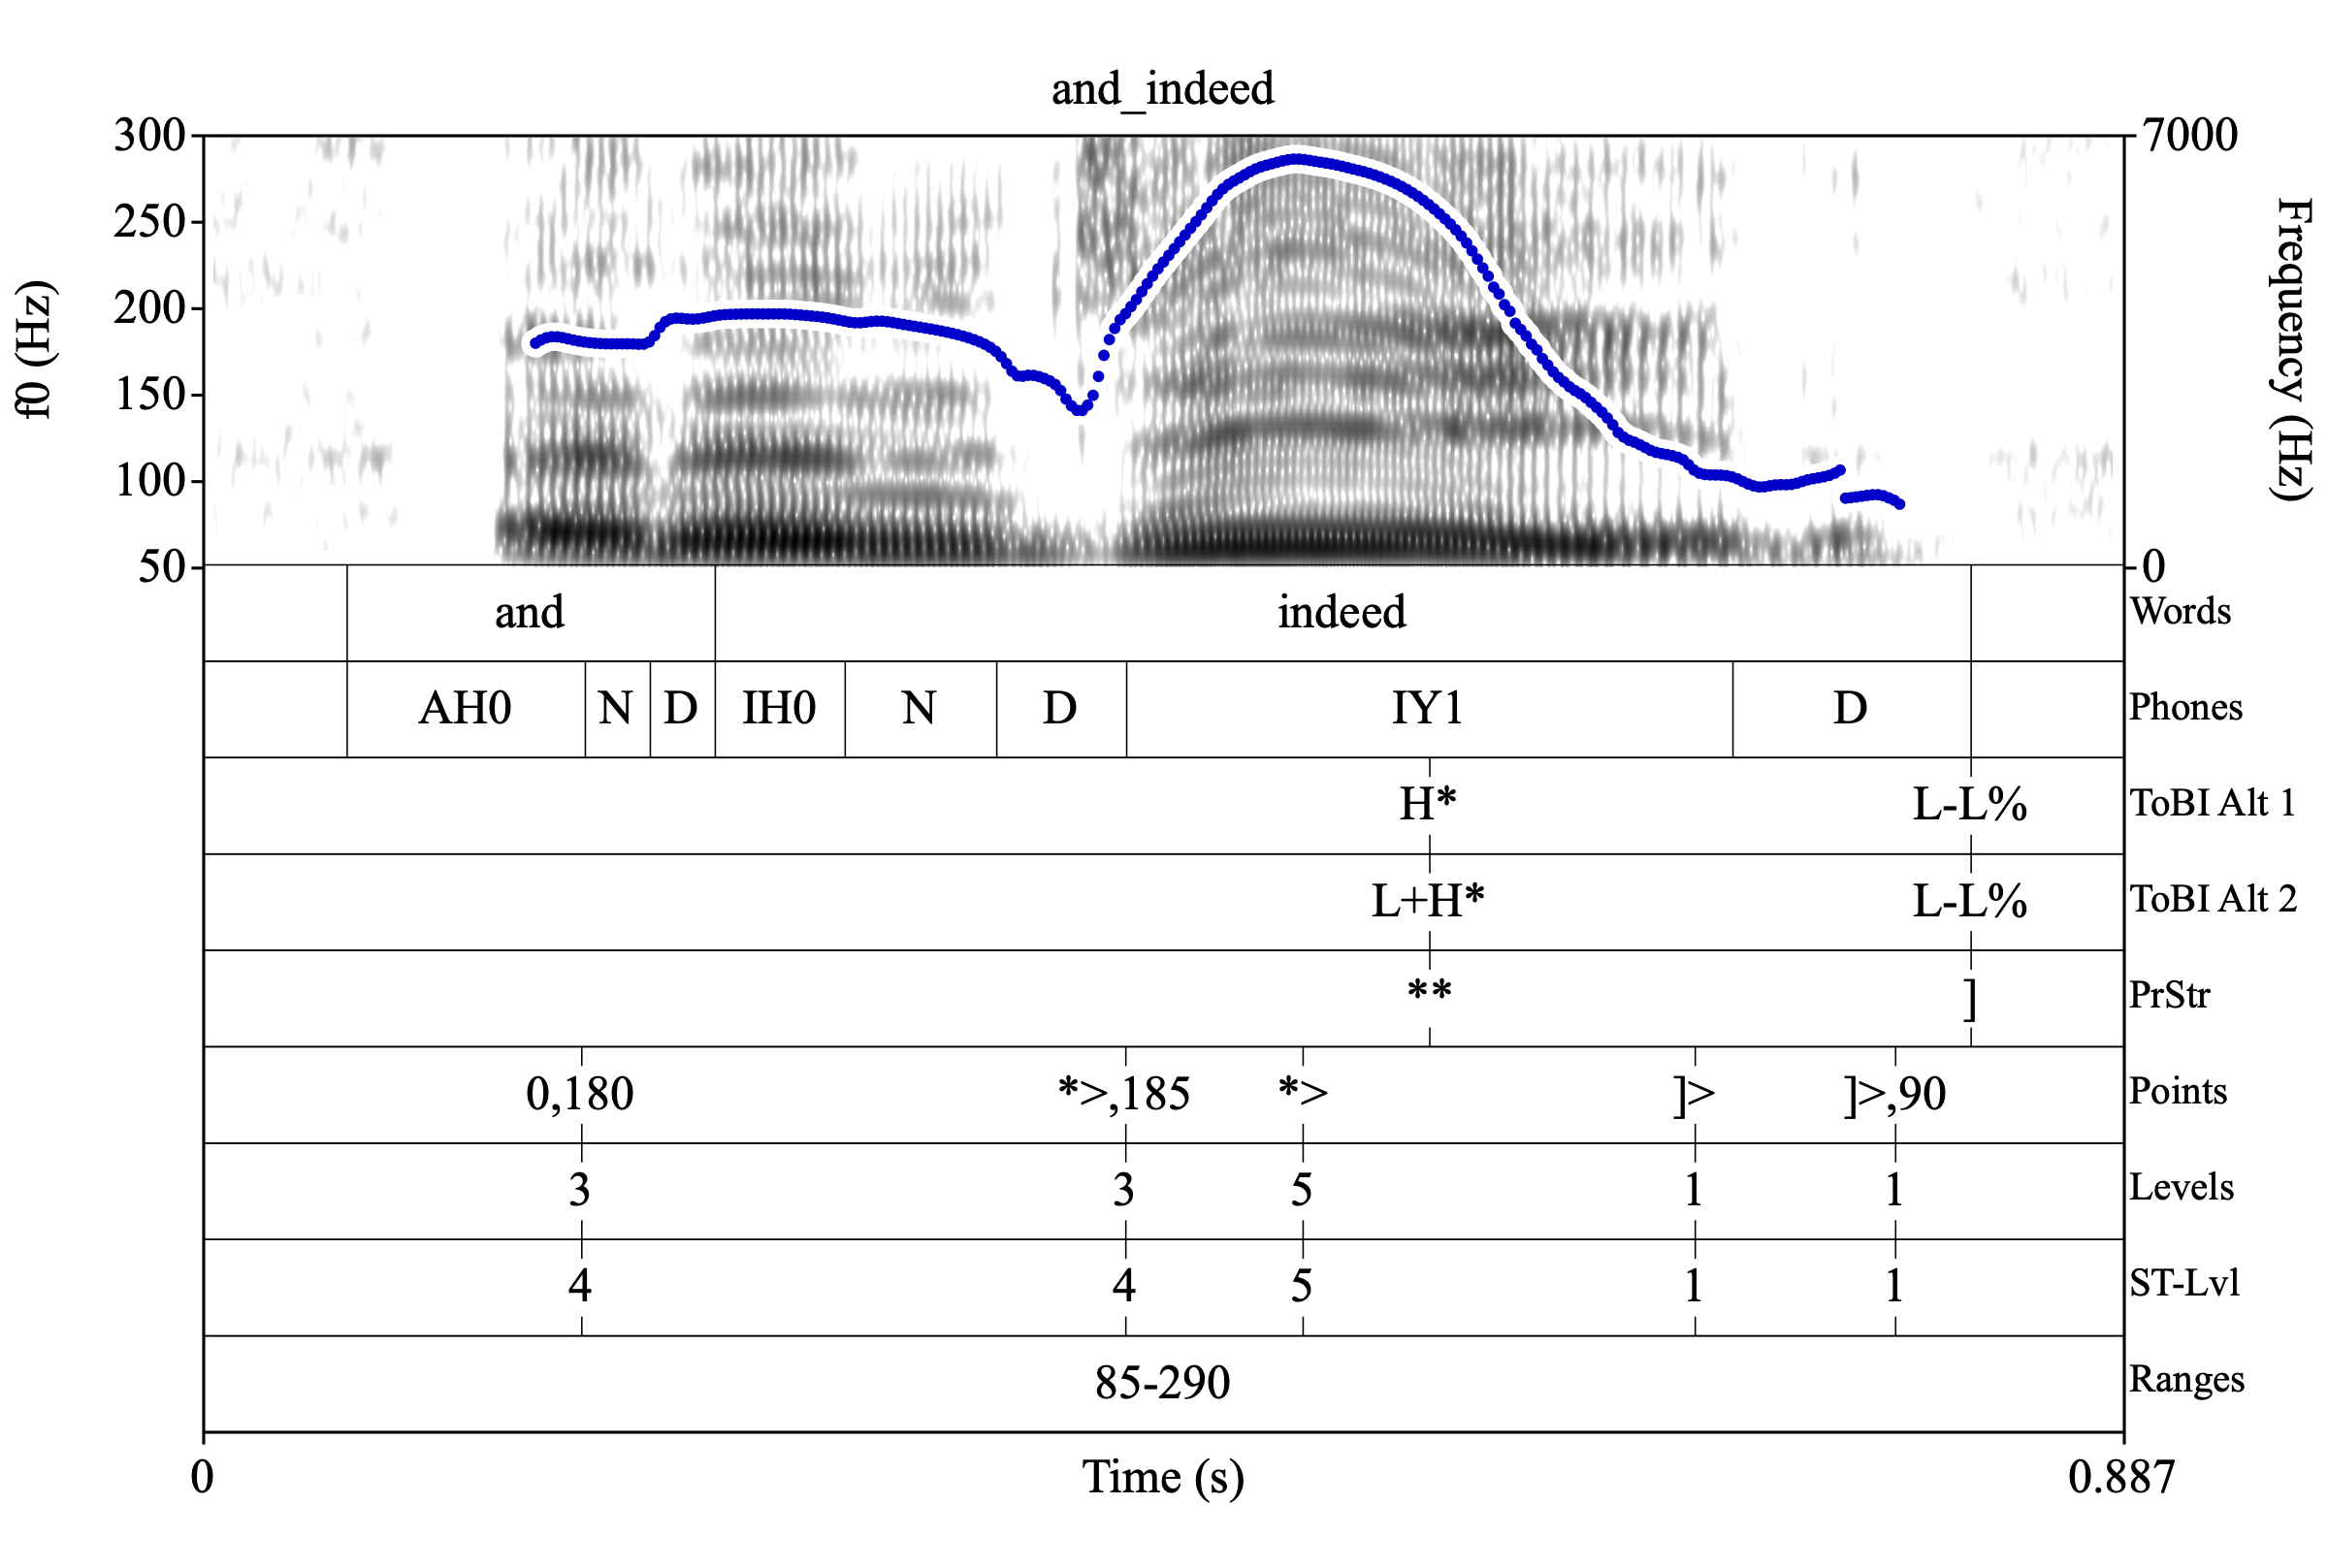 and_indeed
300
250
200
150
100
50
f0 (Hz)
7000
0
Frequency (Hz)
and indeed Words
AH0 N D IH0 N D IY1 D Phones
H* L-L% ToBI Alt 1
L+H* L-L% ToBI Alt 2
** ] PrStr
0,180 *>,185 *> ]> ]>,90 Points
3 3 5 1 1 Levels
4 4 5 1 1 ST-Lvl
85-290 Ranges
0 Time (s) 0.887